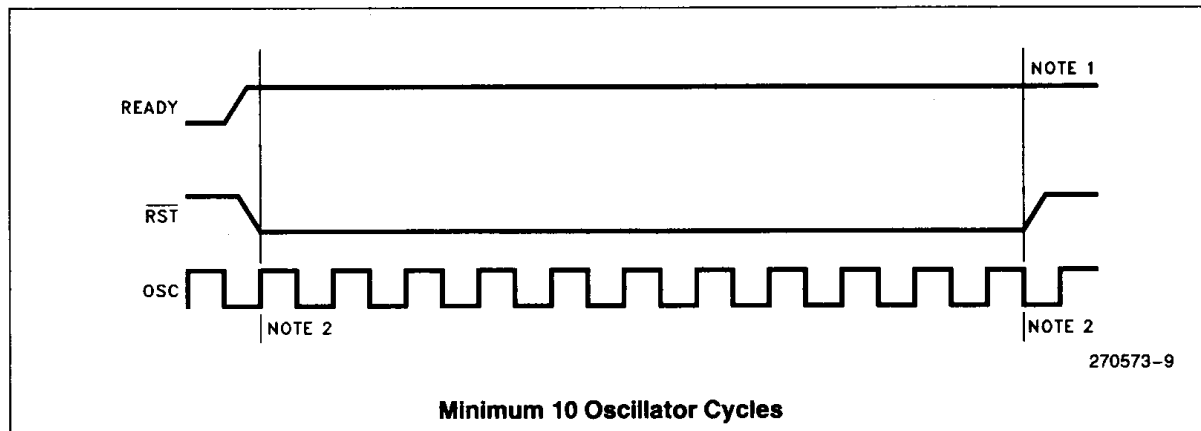 NOTE 1
READY
RST
OSC
NOTE 2 NOTE 2
270573-9
Minimum 10 Oscillator Cycles